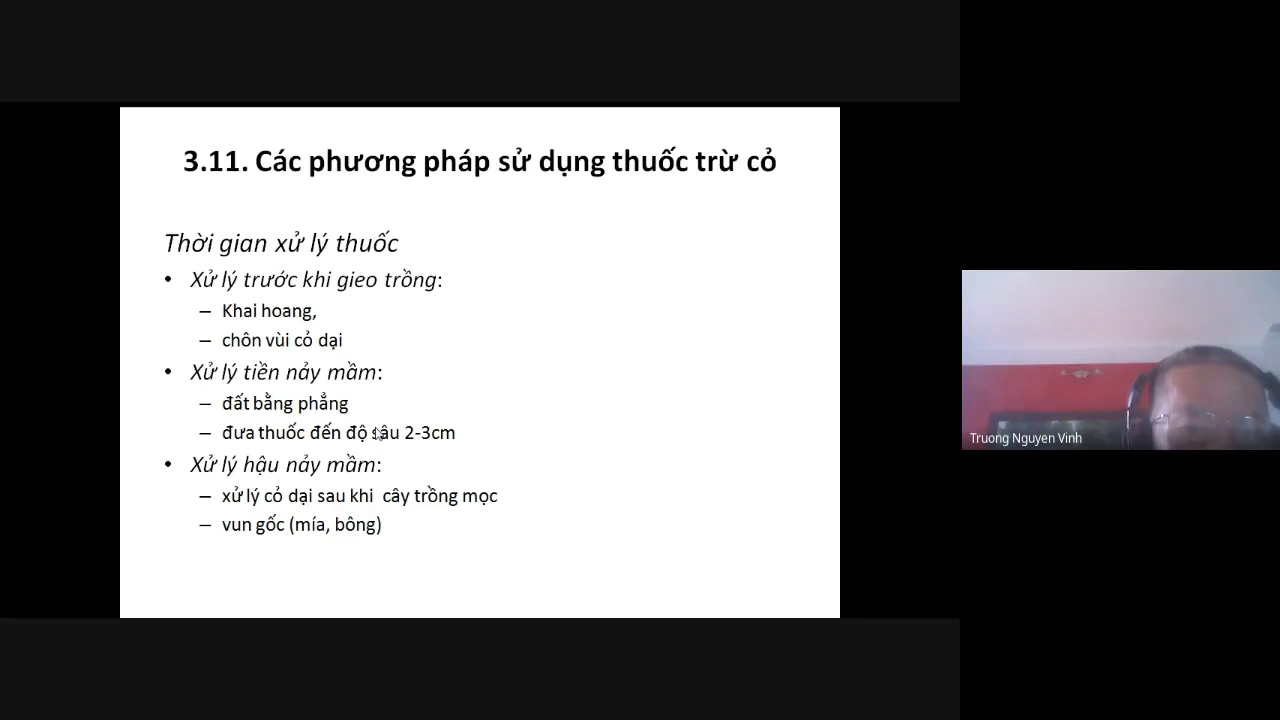 3.11. Các phương pháp sử dụng thuốc trừ cỏ
Thời gian xử lý thuốc
• Xử lý trước khi gieo trồng:
– Khai hoang,
– chôn vùi cỏ dại
• Xử lý tiền nảy mầm:
– đất bằng phẳng
– đưa thuốc đến độ sâu 2-3cm
• Xử lý hậu nảy mầm:
– xử lý cỏ dại sau khi cây trồng mọc
– vun gốc (mía, bông)
Truong Nguyen Vinh